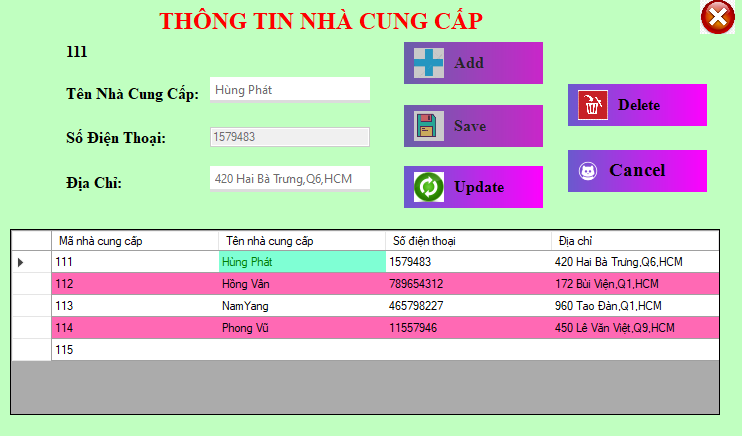 THÔNG TIN NHÀ CUNG CẤP
111
Add
Tên Nhà Cung Cấp: Hùng Phát
Delete
Số Điện Thoại: 1579483
Save
Cancel
Địa Chỉ: 420 Hai Bà Trưng,Q6,HCM
Update
Mã nhà cung cấp Tên nhà cung cấp Số điện thoại Địa chỉ
111 Hùng Phát 1579483 420 Hai Bà Trưng,Q6,HCM
112 Hồng Vân 789654312 172 Bùi Viện,Q1,HCM
113 NamYang 465798227 960 Tao Đàn,Q1,HCM
114 Phong Vũ 11557946 450 Lê Văn Việt,Q9,HCM
115